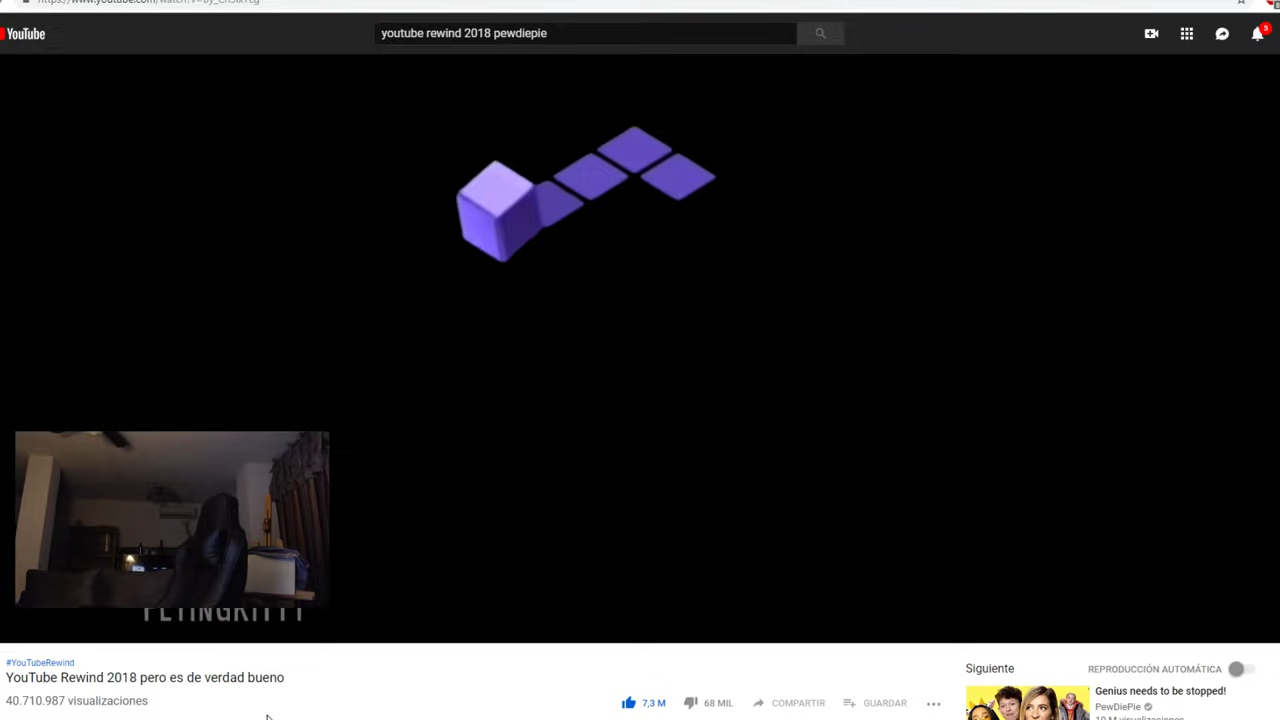 YouTube
youtube rewind 2018 pewdiepie
5
#YouTubeRewind
YouTube Rewind 2018 pero es de verdad bueno
40.710.987 visualizaciones
7,3 M
68 MIL
COMPARTIR
GUARDAR
Siguiente
REPRODUCCIÓN AUTOMÁTICA
Genius needs to be stopped!
PewDiePie